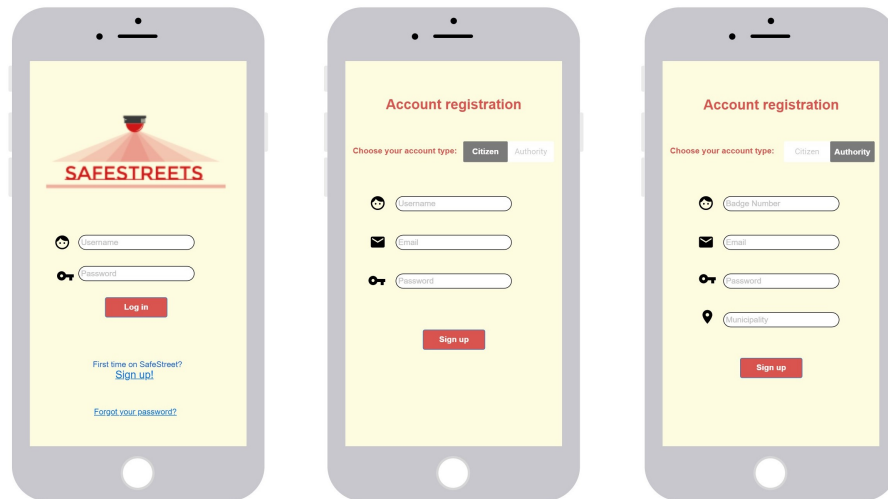 SAFESTREETS
Username
Password
Log in
First time on SafeStreet?
Sign up!
Forgot your password?
Account registration
Choose your account type: Citizen Authority
Username
Email
Password
Sign up
Account registration
Choose your account type: Citizen Authority
Badge Number
Email
Password
Municipality
Sign up